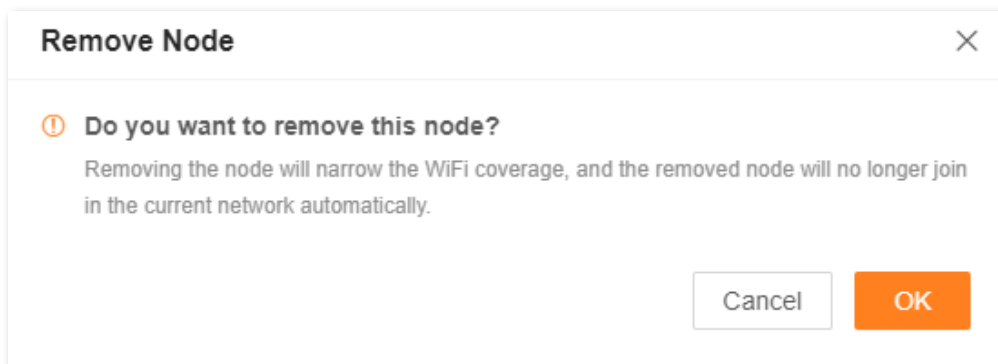 Remove Node
Do you want to remove this node?
Removing the node will narrow the WiFi coverage, and the removed node will no longer join
in the current network automatically.
Cancel OK